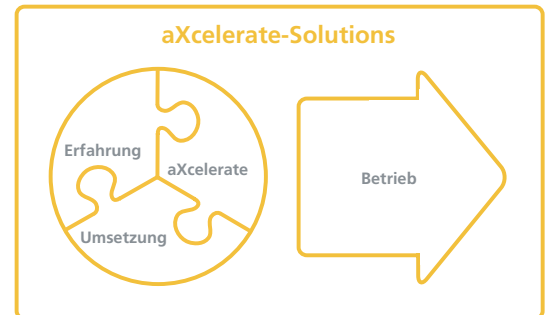 aXcelerate-Solutions
Erfahrung
aXcelerate
Umsetzung
Betrieb